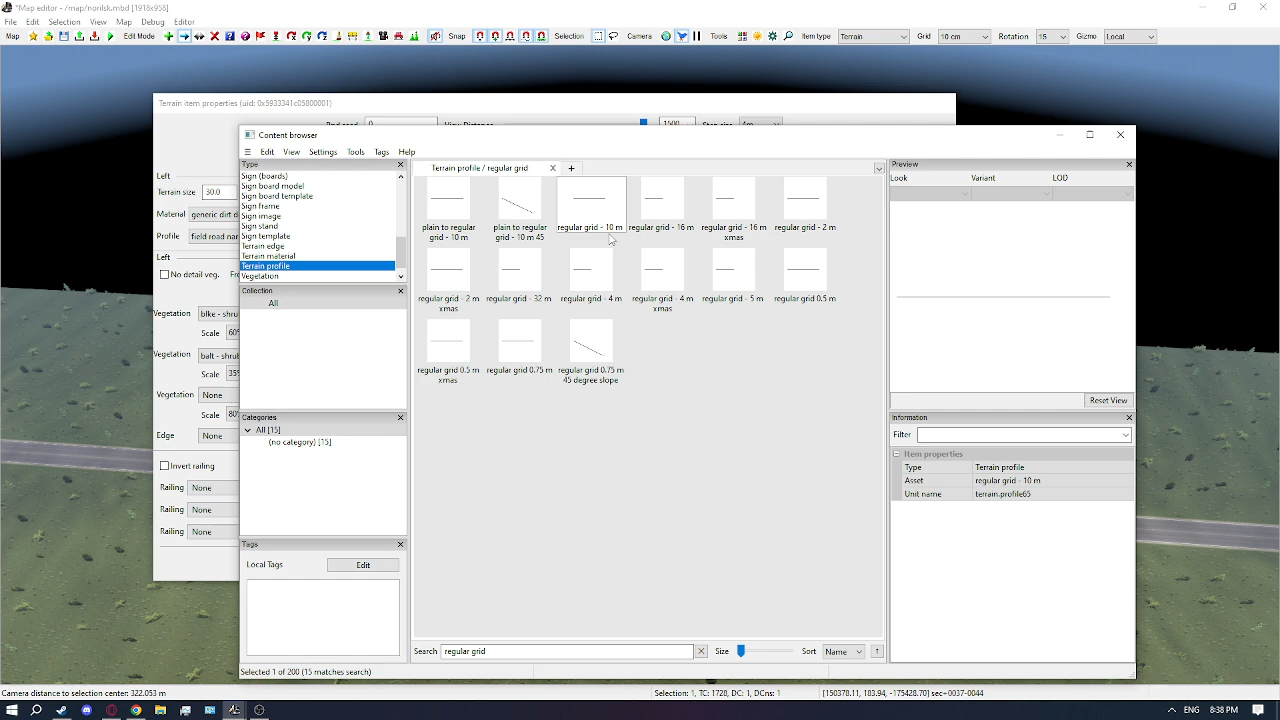 *Map editor - /map/norilsk.mbd [1918x958]
File Edit Selection View Map Debug Editor
Map Edit Mode Snap Selection Camera Tools Item type Terrain Grid 10 cm Rotation 15 Gizmo Local
Terrain item properties (uid: 0x5933341c05800001)
Content browser
Edit View Settings Tools Tags Help
Type
Sign (boards)
Sign board model
Sign board template
Sign frame
Sign image
Sign stand
Sign template
Terrain edge
Terrain material
Terrain profile
Vegetation
Collection
All
Categories
All [15]
(no category) [15]
Tags
Local Tags Edit
Left
Terrain size 30.0
Material generic dirt
Profile field road
Left
No detail veg.
Vegetation blke - shru
Scale 60%
Vegetation balt - shrub
Scale
Vegetation None
Scale
Edge None
Invert railing
Railing None
Railing None
Railing None
Terrain profile / regular grid
plain to regular grid - 10 m
plain to regular grid - 10 m 45
regular grid - 10 m
regular grid - 16 m
regular grid - 16 m xmas
regular grid - 2 m
regular grid - 2 m xmas
regular grid - 32 m
regular grid - 4 m
regular grid - 4 m xmas
regular grid - 5 m
regular grid 0.5 m
regular grid 0.5 m xmas
regular grid 0.75 m
regular grid 0.75 m 45 degree slope
Search regular grid Size Sort Name
Selected 1 of 200 (15 matches search)
Preview
Look Variant LOD
Reset View
Information
Filter
Item properties
Type Terrain profile
Asset regular grid - 10 m
Unit name terrain.profile65
Camera distance to selection center: 322.053 m
Selection: 1, TC: 1728, DC: 1, DCns: 1
[150378.11, 183.94, -175428.70] sec+0037-0044
ENG 8:38 PM